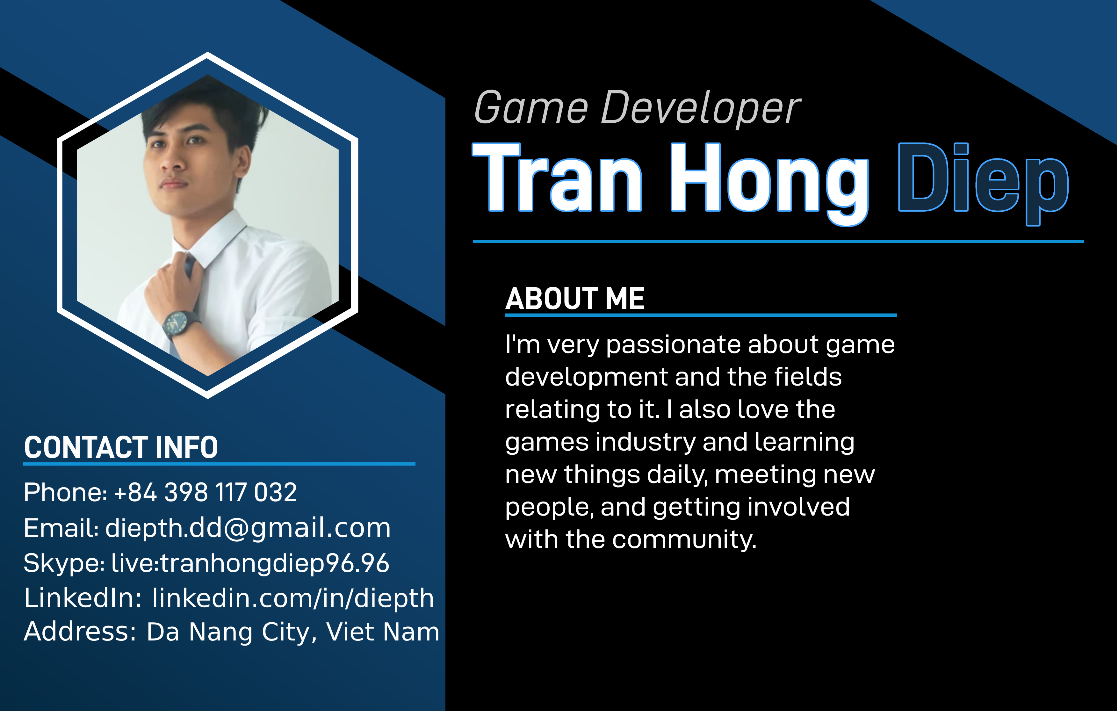 Game Developer
Tran Hong Diep
ABOUT ME
I'm very passionate about game
development and the fields
relating to it. I also love the
games industry and learning
new things daily, meeting new
people, and getting involved
with the community.
CONTACT INFO
Phone: +84 398 117 032
Email: diepth.dd@gmail.com
Skype: live:tranhongdiep96.96
LinkedIn: linkedin.com/in/diepth
Address: Da Nang City, Viet Nam